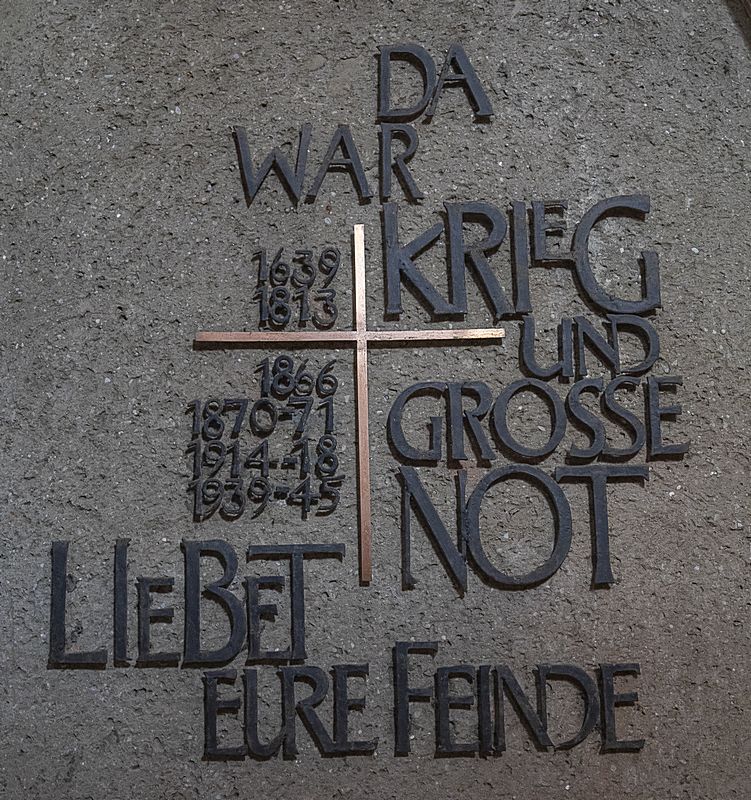 DA
WAR
KRIEG
UND
GROSSE
NOT
1639
1813
1866
1870-71
1914-18
1939-45
LIEBET
EURE FEINDE